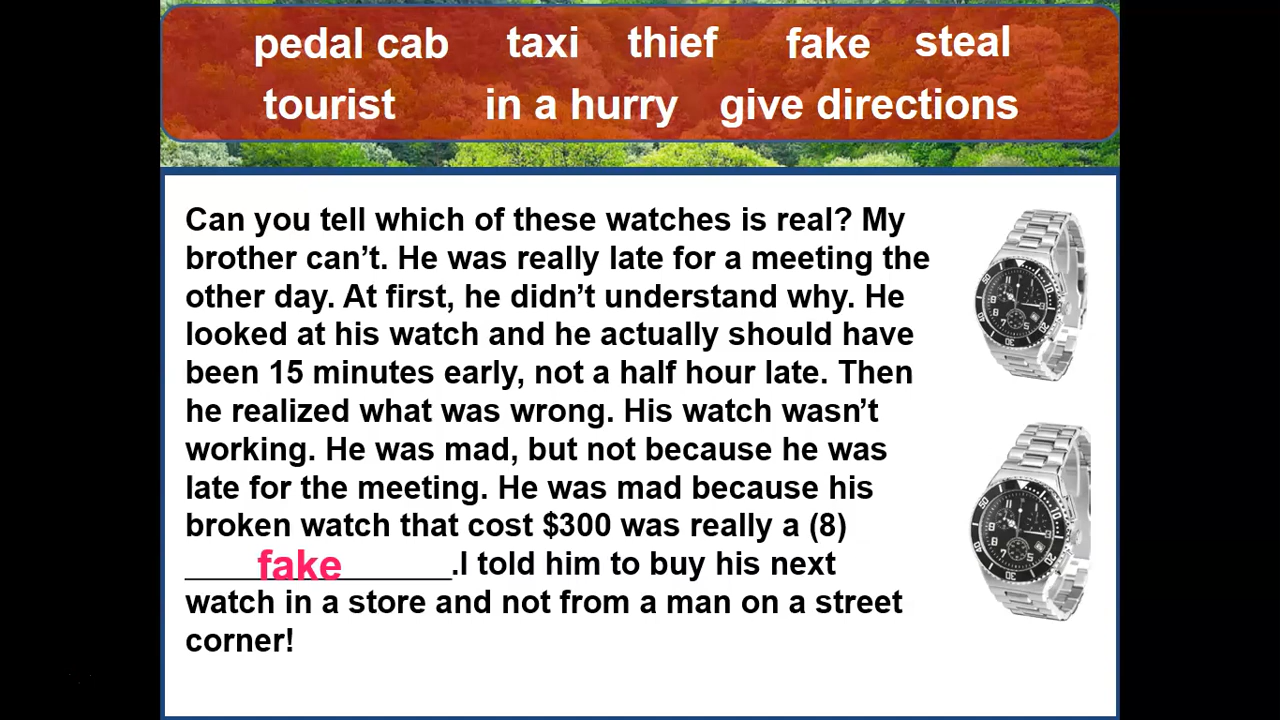 pedal cab taxi thief fake steal
tourist in a hurry give directions
Can you tell which of these watches is real? My
brother can’t. He was really late for a meeting the
other day. At first, he didn’t understand why. He
looked at his watch and he actually should have
been 15 minutes early, not a half hour late. Then
he realized what was wrong. His watch wasn’t
working. He was mad, but not because he was
late for the meeting. He was mad because his
broken watch that cost $300 was really a (8)
fake .I told him to buy his next
watch in a store and not from a man on a street
corner!